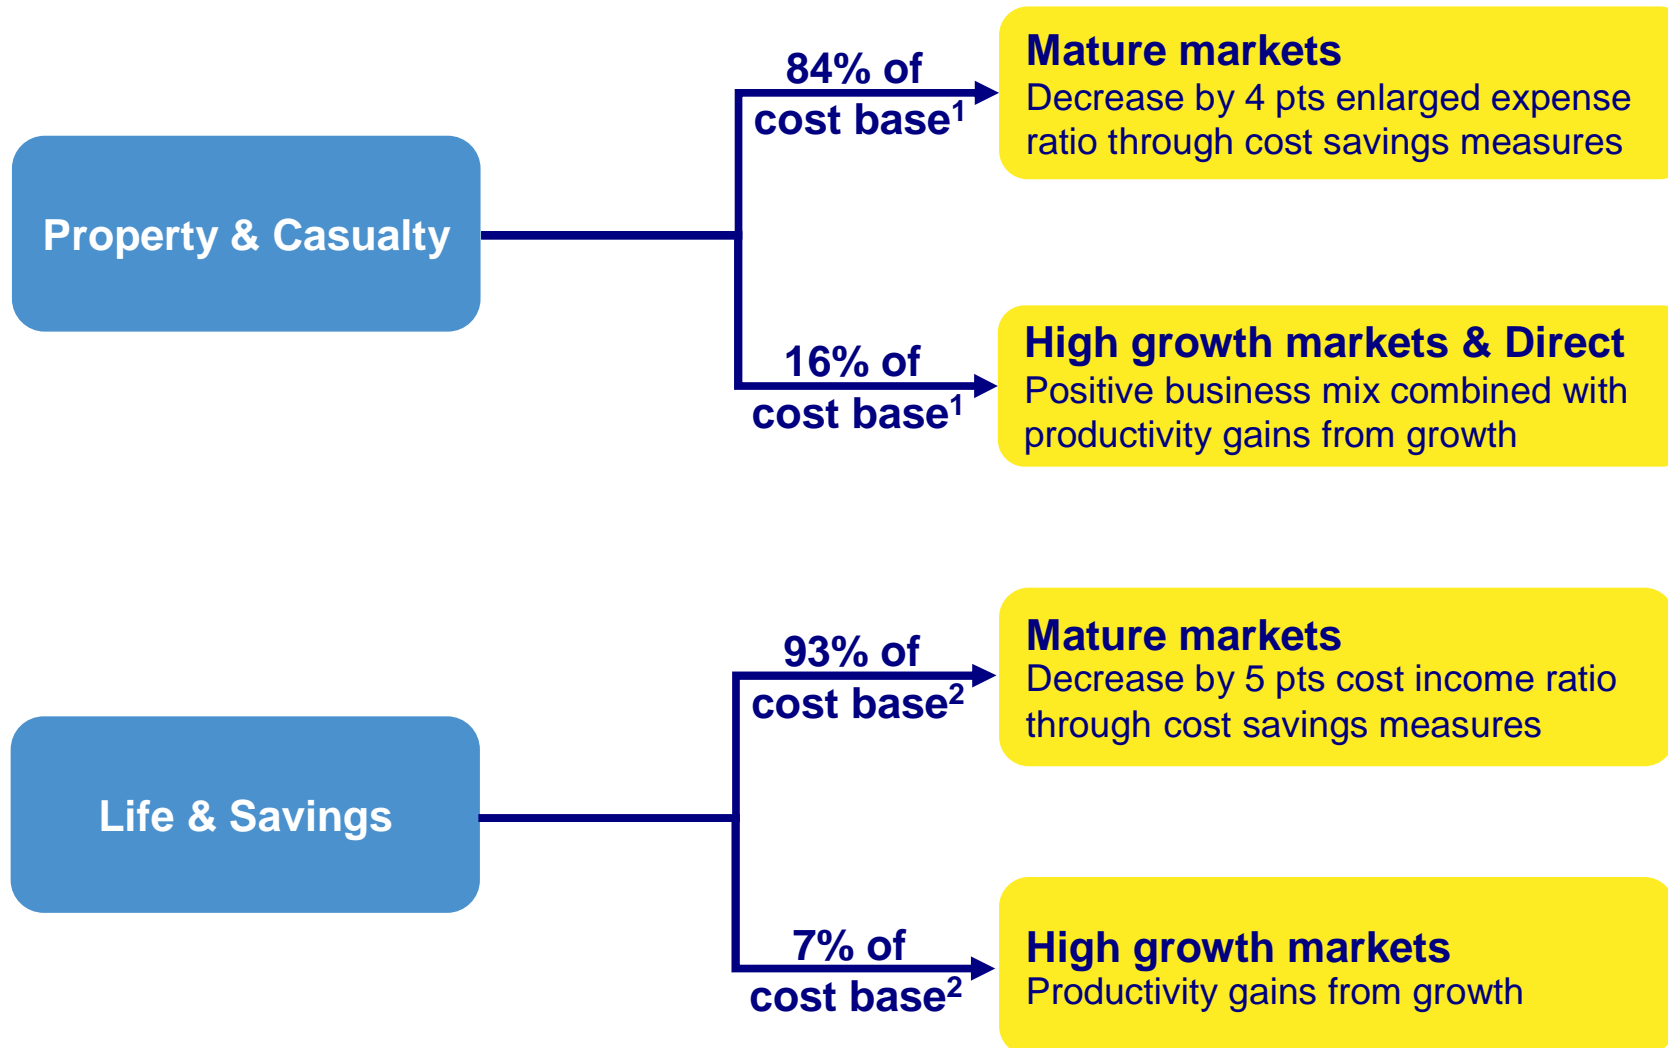 Property & Casualty
84% of
cost base¹
Mature markets
Decrease by 4 pts enlarged expense
ratio through cost savings measures
16% of
cost base¹
High growth markets & Direct
Positive business mix combined with
productivity gains from growth
Life & Savings
93% of
cost base²
Mature markets
Decrease by 5 pts cost income ratio
through cost savings measures
7% of
cost base²
High growth markets
Productivity gains from growth